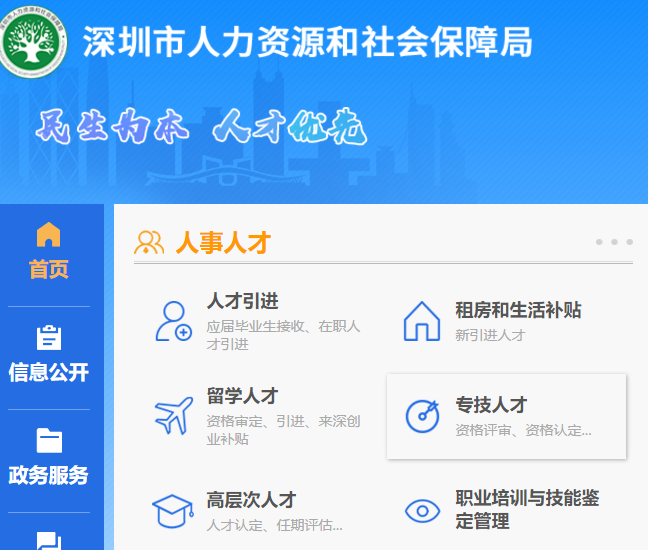 深圳市人力资源和社会保障局
民生为本 人才优先
首页
信息公开
政务服务
人事人才
人才引进
应届毕业生接收、在职人
才引进
租房和生活补贴
新引进人才
留学人才
资格审定、引进、来深创
业补贴
专技人才
资格评审、资格认定...
高层次人才
人才认定、任期评估...
职业培训与技能鉴
定管理